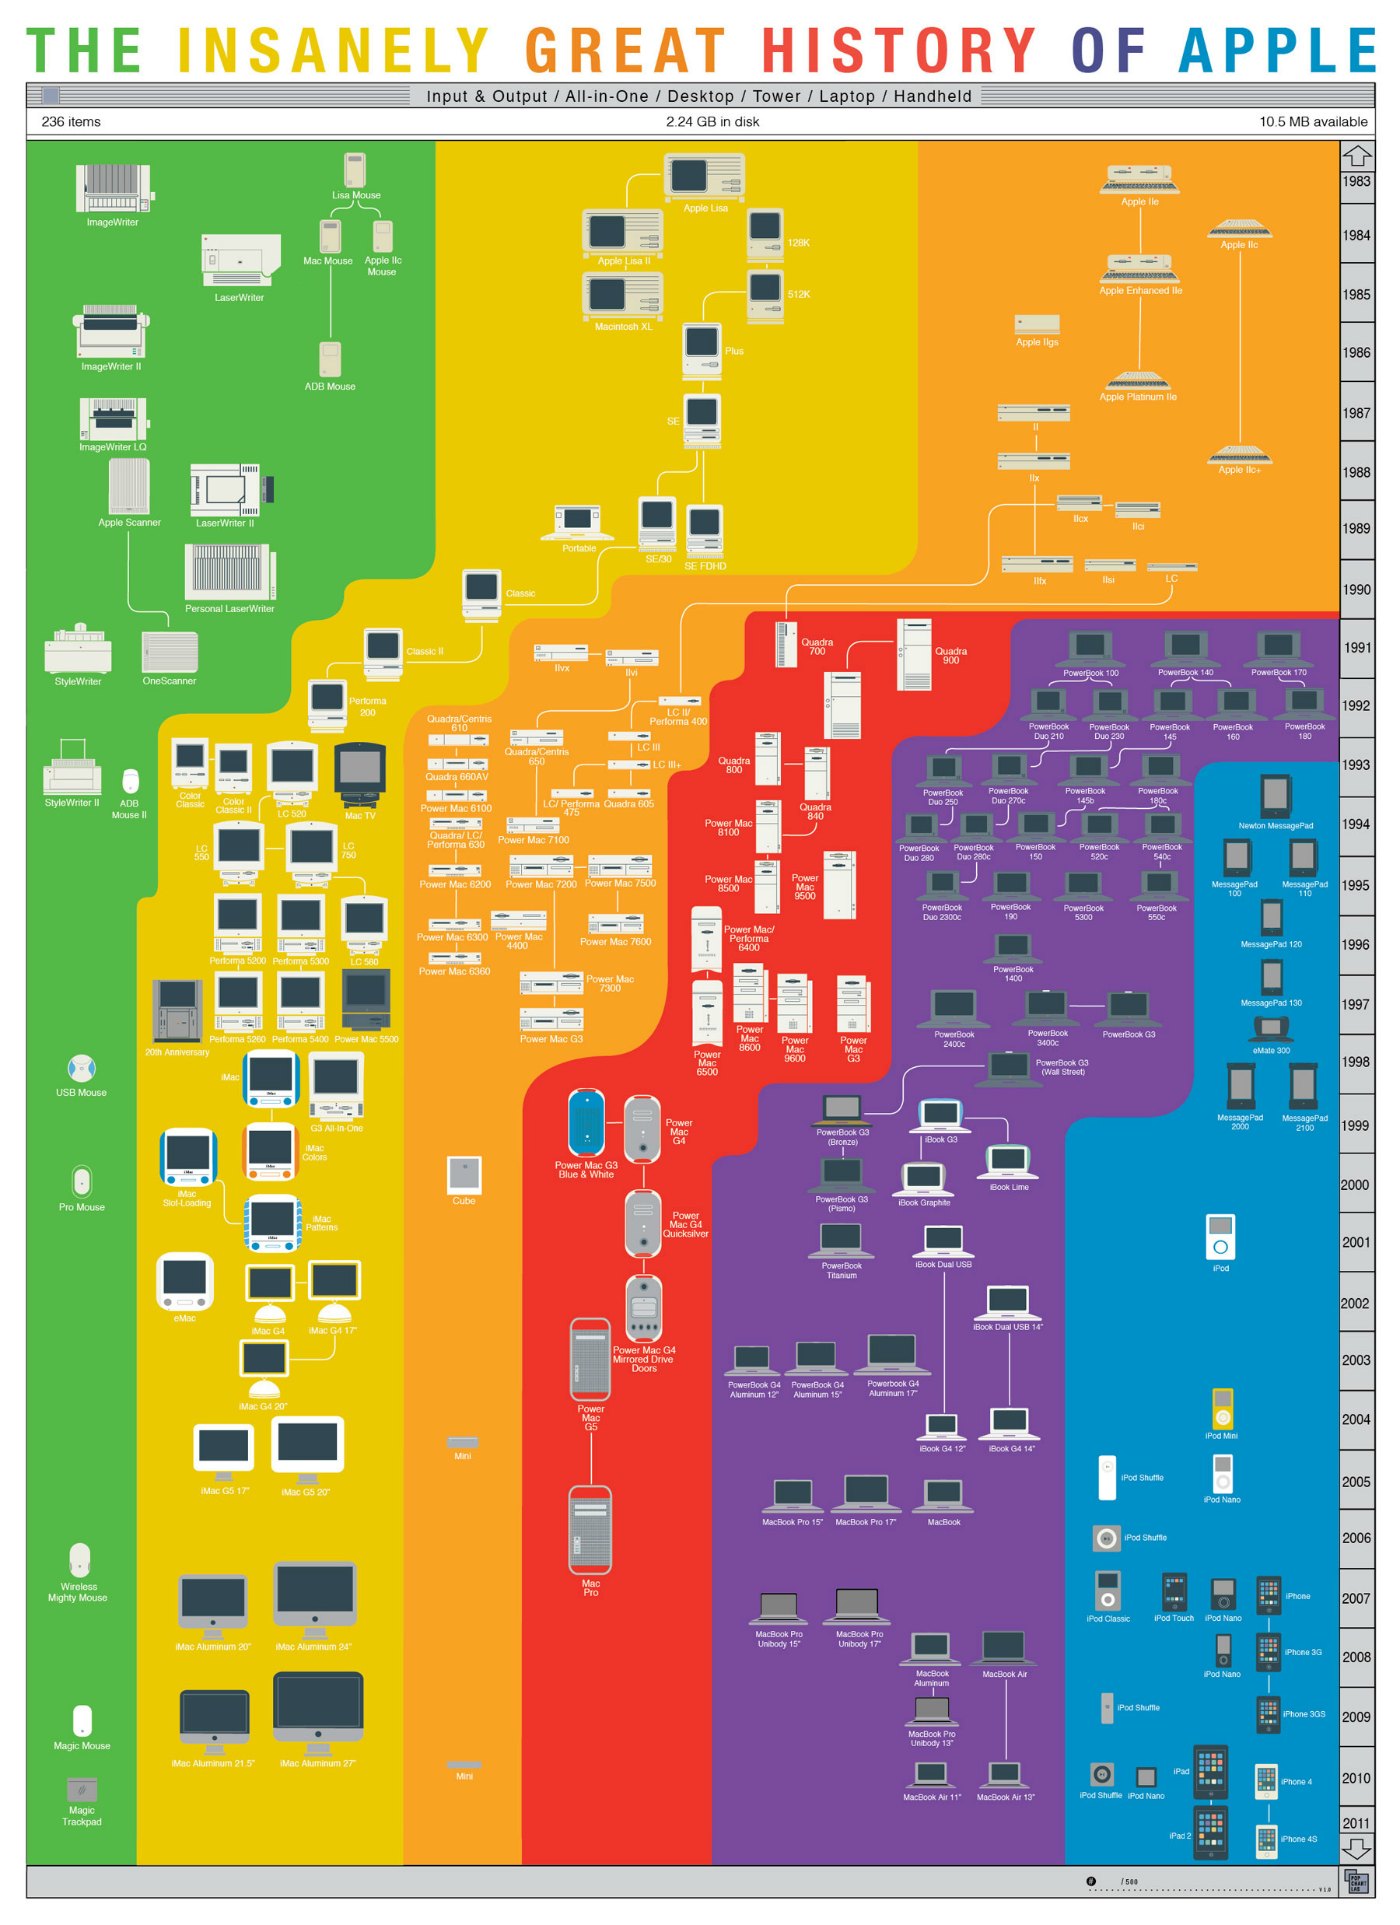 THE INSANELY GREAT HISTORY OF APPLE
Input & Output / All-in-One / Desktop / Tower / Laptop / Handheld
236 items
2.24 GB in disk
10.5 MB available
ImageWriter
Lisa Mouse
Mac Mouse
Apple IIc
Mouse
LaserWriter
ImageWriter II
ADB Mouse
ImageWriter LQ
Apple Scanner
LaserWriter II
Personal LaserWriter
StyleWriter
OneScanner
StyleWriter II
ADB
Mouse II
USB Mouse
Pro Mouse
Wireless
Mighty Mouse
Magic Mouse
Magic
Trackpad
Apple Lisa
Apple Lisa II
128K
Macintosh XL
512K
Plus
SE
Portable
SE/30
SE FDHD
Classic
Classic II
Performa
200
Color
Classic
Color
Classic II
LC 520
Mac TV
LC
550
LC
750
Performa 5200
Performa 5300
LC 580
20th Anniversary
Performa 5260
Performa 5400
Power Mac 5500
iMac
G3 All-In-One
iMac
Colors
iMac
Slot-Loading
iMac
Patterns
eMac
iMac G4
iMac G4 17"
iMac G4 20"
iMac G5 17"
iMac G5 20"
iMac Aluminum 20"
iMac Aluminum 24"
iMac Aluminum 21.5"
iMac Aluminum 27"
Apple IIe
Apple IIc
Apple Enhanced IIe
Apple IIgs
Apple Platinum IIe
II
IIx
Apple IIc+
IIcx
IIci
IIfx
IIsi
LC
IIvx
IIvi
LC II/
Performa 400
Quadra/Centris
610
Quadra/Centris
650
LC III
Quadra 660AV
LC III+
Power Mac 6100
LC/ Performa
475
Quadra 605
Quadra/ LC/
Performa 630
Power Mac 7100
Power Mac 6200
Power Mac 7200
Power Mac 7500
Power Mac 6300
Power Mac
4400
Power Mac 7600
Power Mac 6360
Power Mac
7300
Power Mac G3
Cube
Mini
Mini
Quadra
700
Quadra
900
Quadra
800
Quadra
840
Power Mac
8100
Power Mac
8500
Power
Mac
9500
Power Mac/
Performa
6400
Power
Mac
6500
Power
Mac
8600
Power
Mac
9600
Power
Mac
G3
Power Mac G3
Blue & White
Power
Mac
G4
Power
Mac G4
Quicksilver
Power Mac G4
Mirrored Drive
Doors
Power
Mac
G5
Mac
Pro
PowerBook 100
PowerBook 140
PowerBook 170
PowerBook
Duo 210
PowerBook
Duo 230
PowerBook
145
PowerBook
160
PowerBook
180
PowerBook
Duo 250
PowerBook
Duo 270c
PowerBook
145b
PowerBook
180c
PowerBook
Duo 280
PowerBook
Duo 280c
PowerBook
150
PowerBook
520c
PowerBook
540c
PowerBook
Duo 2300c
PowerBook
190
PowerBook
5300
PowerBook
550c
PowerBook
1400
PowerBook
2400c
PowerBook
3400c
PowerBook G3
PowerBook G3
(Wall Street)
PowerBook G3
(Bronze)
iBook G3
PowerBook G3
(Pismo)
iBook Graphite
iBook Lime
PowerBook
Titanium
iBook Dual USB
iBook Dual USB 14"
PowerBook G4
Aluminum 12"
PowerBook G4
Aluminum 15"
Powerbook G4
Aluminum 17"
iBook G4 12"
iBook G4 14"
MacBook Pro 15"
MacBook Pro 17"
MacBook
MacBook Pro
Unibody 15"
MacBook Pro
Unibody 17"
MacBook
Aluminum
MacBook Air
MacBook Pro
Unibody 13"
MacBook Air 11"
MacBook Air 13"
Newton MessagePad
MessagePad
100
MessagePad
110
MessagePad 120
MessagePad 130
eMate 300
MessagePad
2000
MessagePad
2100
iPod
iPod Mini
iPod Shuffle
iPod Nano
iPod Shuffle
iPod Classic
iPod Touch
iPod Nano
iPhone
iPod Nano
iPhone 3G
iPod Shuffle
iPhone 3GS
iPod Shuffle
iPod Nano
iPad
iPhone 4
iPad 2
iPhone 4S
1983
1984
1985
1986
1987
1988
1989
1990
1991
1992
1993
1994
1995
1996
1997
1998
1999
2000
2001
2002
2003
2004
2005
2006
2007
2008
2009
2010
2011
# / 500
V 1.0
POP
CHART
LAB